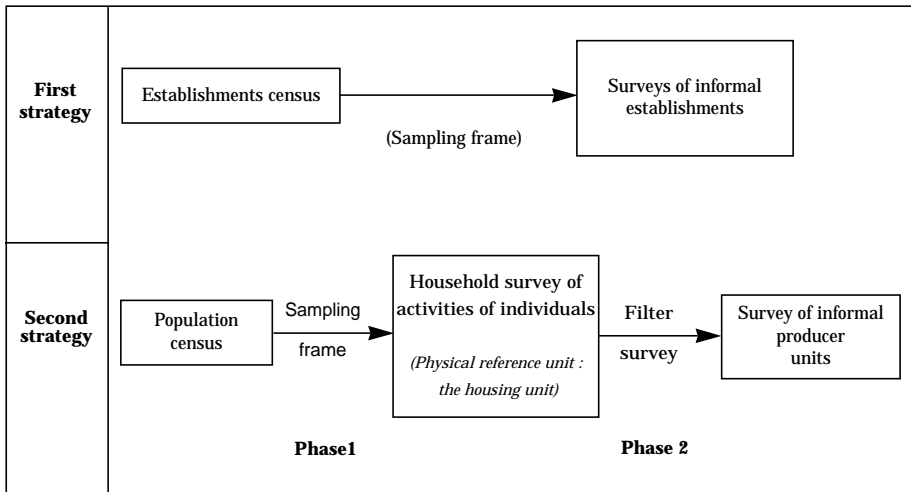 First
strategy
Establishments census
(Sampling frame)
Surveys of informal
establishments
Second
strategy
Population
census
Sampling
frame
Household survey of
activities of individuals
(Physical reference unit :
the housing unit)
Filter
survey
Survey of informal
producer
units
Phase1
Phase 2